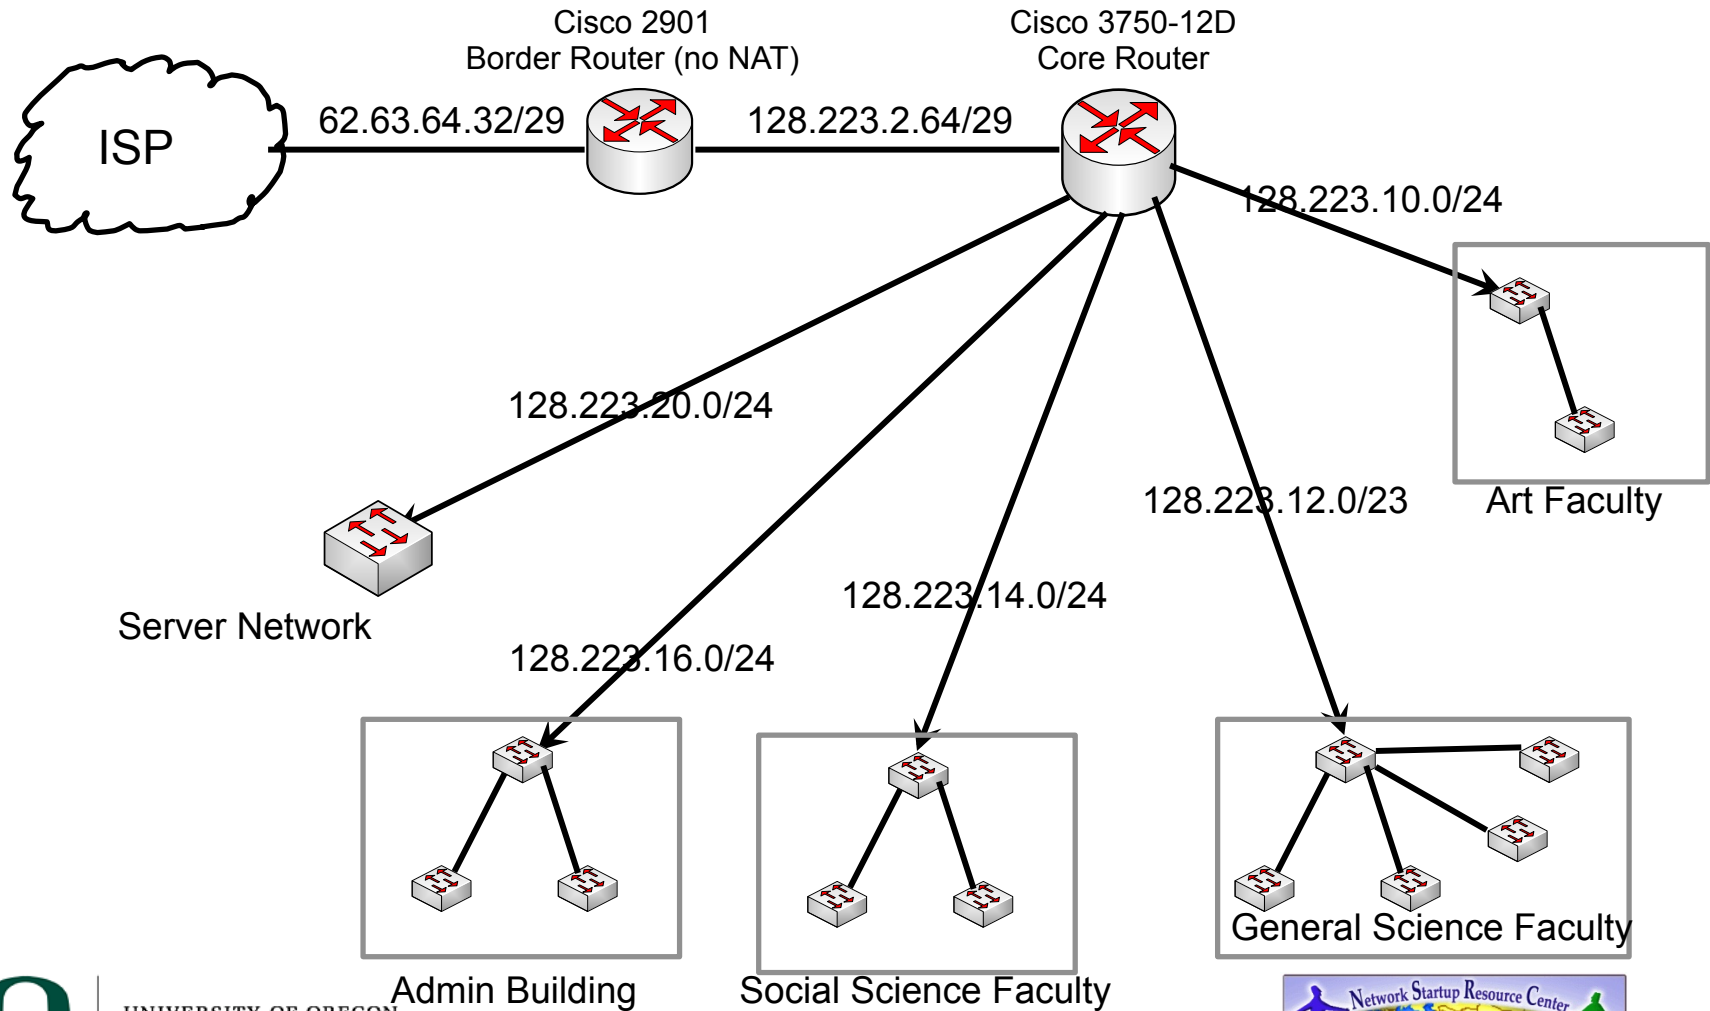 Cisco 2901
Border Router (no NAT)
Cisco 3750-12D
Core Router
ISP
62.63.64.32/29
128.223.2.64/29
128.223.10.0/24
128.223.20.0/24
128.223.12.0/23
Art Faculty
128.223.14.0/24
Server Network
128.223.16.0/24
General Science Faculty
Admin Building
Social Science Faculty
UNIVERSITY OF OREGON
Network Startup Resource Center